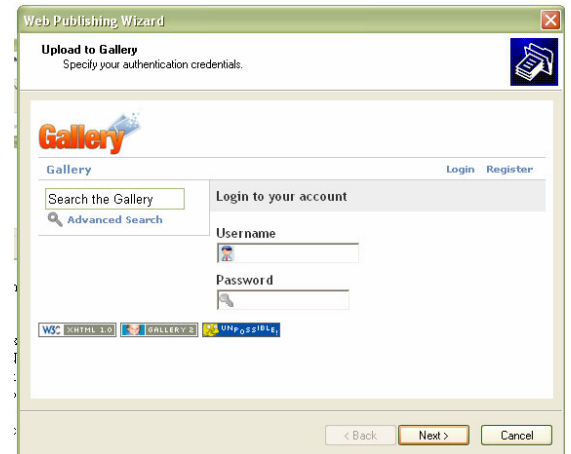 Web Publishing Wizard
Upload to Gallery
Specify your authentication credentials.
Gallery
Gallery
Login Register
Search the Gallery
Advanced Search
Login to your account
Username
Password
W3C XHTML 1.0 GALLERY 2 UNPOSSIBLE!
< Back Next > Cancel